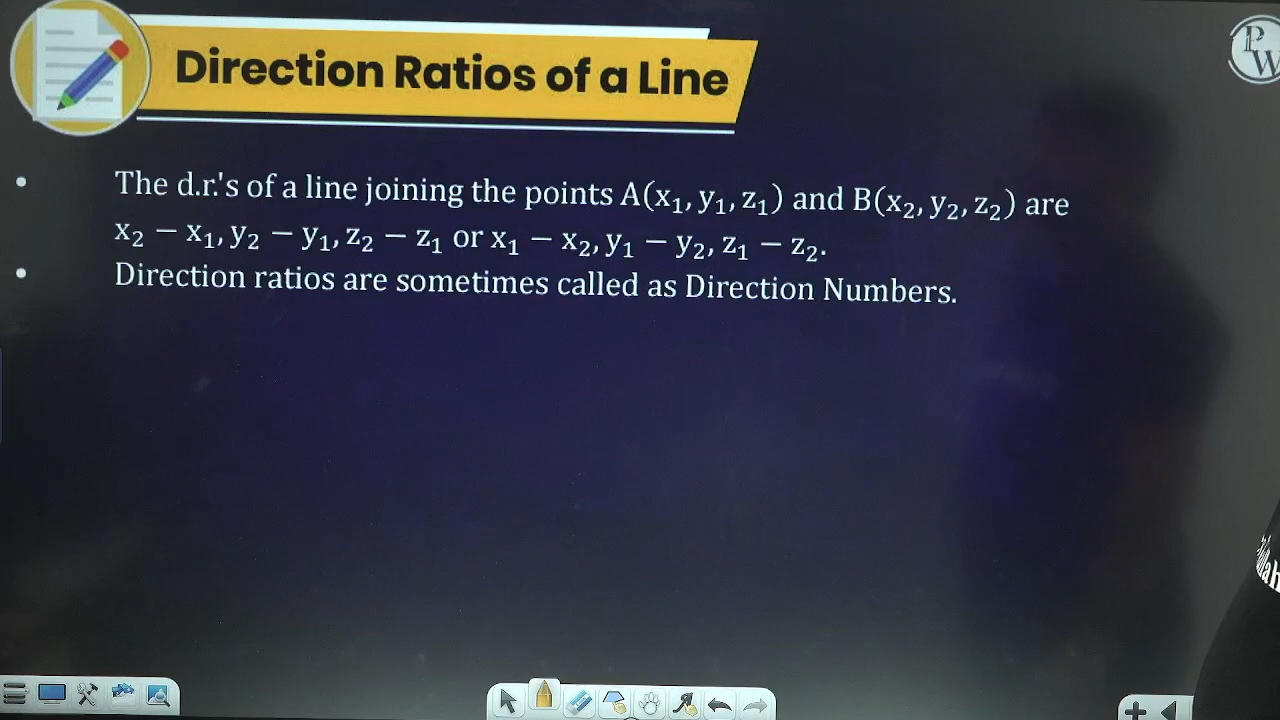 Direction Ratios of a Line
PW
• The d.r.'s of a line joining the points A(x₁, y₁, z₁) and B(x₂, y₂, z₂) are
x₂ − x₁, y₂ − y₁, z₂ − z₁ or x₁ − x₂, y₁ − y₂, z₁ − z₂.
• Direction ratios are sometimes called as Direction Numbers.